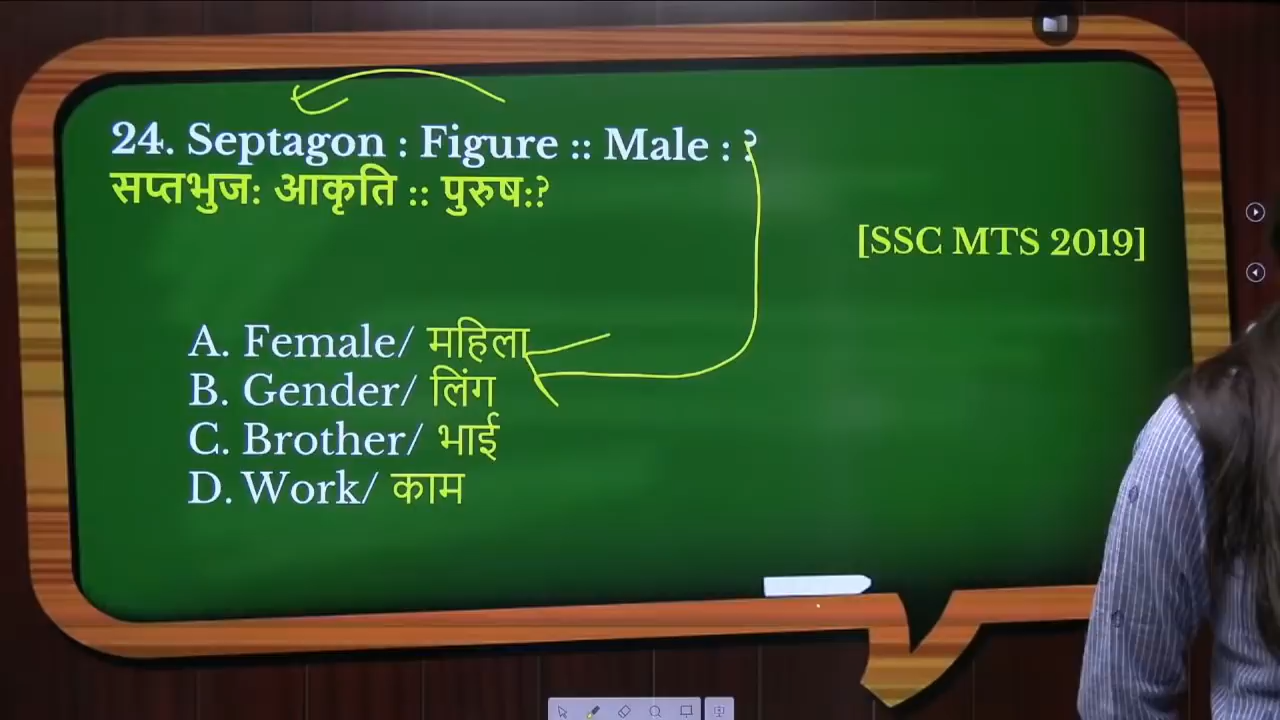 24. Septagon : Figure :: Male : ?
सप्तभुज: आकृति :: पुरुष:?
[SSC MTS 2019]
A. Female/ महिला
B. Gender/ लिंग
C. Brother/ भाई
D. Work/ काम